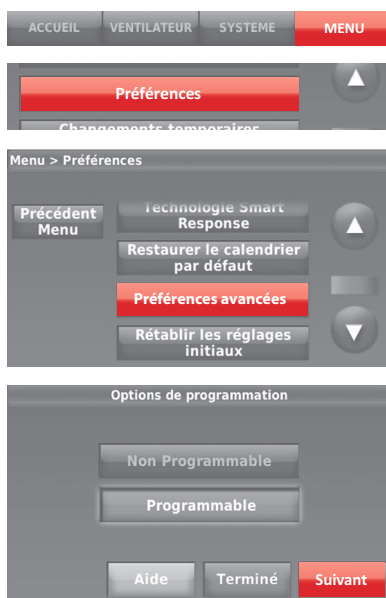 ACCUEIL VENTILATEUR SYSTEME MENU
Préférences
Changements temporaires
Menu > Préférences
Précédent
Menu
Technologie Smart
Response
Restaurer le calendrier
par défaut
Préférences avancées
Rétablir les réglages
initiaux
Options de programmation
Non Programmable
Programmable
Aide Terminé Suivant